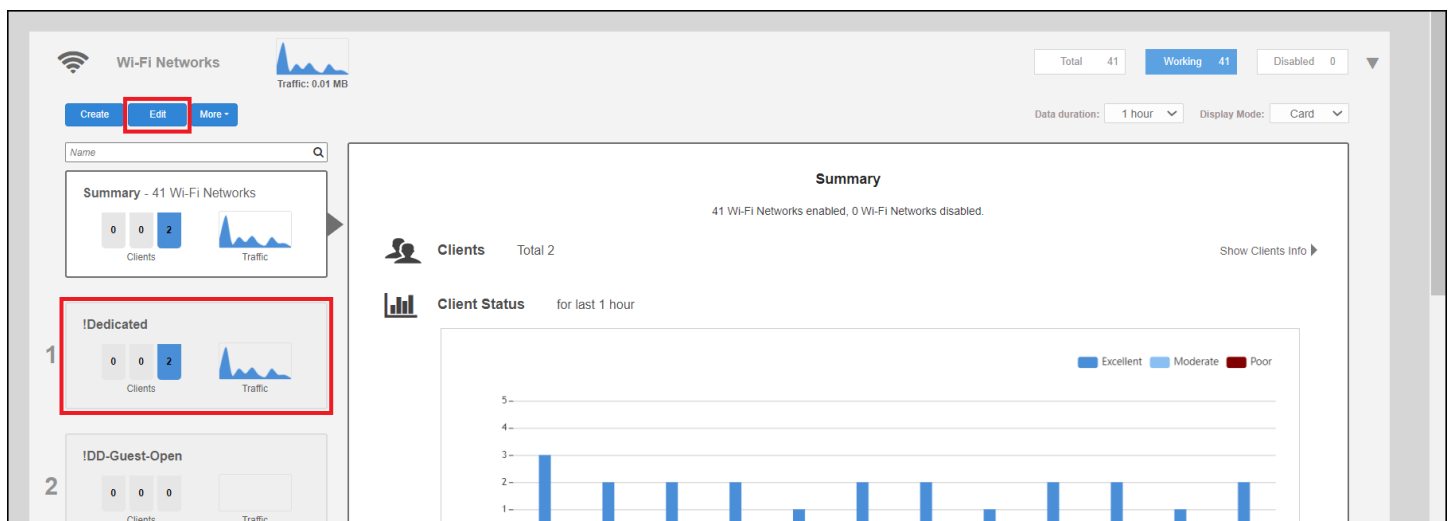 Wi-Fi Networks
Traffic: 0.01 MB
Total 41
Working 41
Disabled 0
Create
Edit
More
Data duration: 1 hour
Display Mode: Card
Name
Summary - 41 Wi-Fi Networks
0 0 2
Clients
Traffic
1
!Dedicated
0 0 2
Clients
Traffic
2
!DD-Guest-Open
0 0 0
Clients
Traffic
Summary
41 Wi-Fi Networks enabled, 0 Wi-Fi Networks disabled.
Clients Total 2
Show Clients Info
Client Status for last 1 hour
Excellent Moderate Poor
5
4
3
2
1